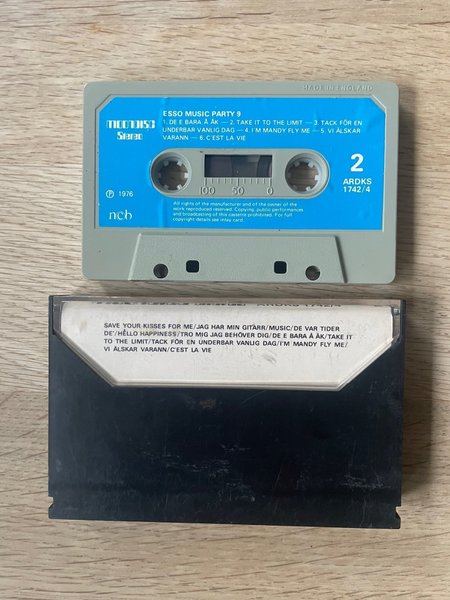 MADE IN ENGLAND
moondisc
Stereo
ESSO MUSIC PARTY 9
1. DE E BARA Å ÅK — 2. TAKE IT TO THE LIMIT — 3. TACK FÖR EN
UNDERBAR VANLIG DAG — 4. I'M MANDY FLY ME — 5. VI ÄLSKAR
VARANN — 6. C'EST LA VIE
2
ARDKS
1742/4
℗ 1976
ncb
100 50 0
All rights of the manufacturer and of the owner of the
work reproduced reserved. Copying, public performances
and broadcasting of this cassette prohibited. For full
copyright details see inlay card.
ARDKS 1742/4
SAVE YOUR KISSES FOR ME/JAG HAR MIN GITARR/MUSIC/DE VAR TIDER
DE'/HELLO HAPPINESS/TRO MIG JAG BEHÖVER DIG/DE E BARA Å ÅK/TAKE IT
TO THE LIMIT/TACK FÖR EN UNDERBAR VANLIG DAG/I'M MANDY FLY ME/
VI ÄLSKAR VARANN/C'EST LA VIE